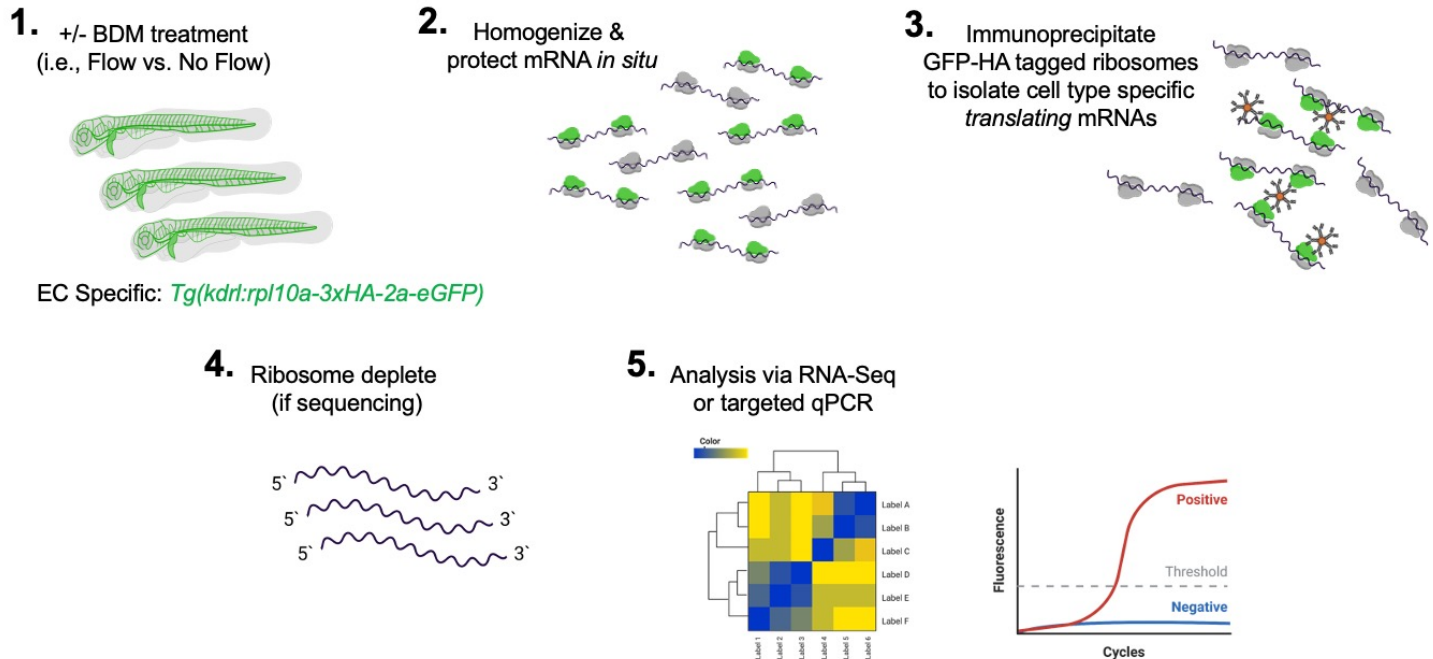 1. +/- BDM treatment
(i.e., Flow vs. No Flow)
EC Specific: Tg(kdrl:rpl10a-3xHA-2a-eGFP)
2. Homogenize &
protect mRNA in situ
3. Immunoprecipitate
GFP-HA tagged ribosomes
to isolate cell type specific
translating mRNAs
4. Ribosome deplete
(if sequencing)
5` 3`
5` 3`
5` 3`
5. Analysis via RNA-Seq
or targeted qPCR
Color
Label A
Label B
Label C
Label D
Label E
Label F
Label 1
Label 2
Label 3
Label 4
Label 5
Label 6
Fluorescence
Positive
Threshold
Negative
Cycles